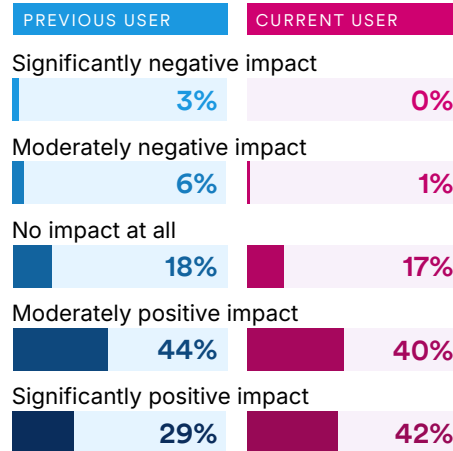 PREVIOUS USER CURRENT USER
Significantly negative impact
3% 0%
Moderately negative impact
6% 1%
No impact at all
18% 17%
Moderately positive impact
44% 40%
Significantly positive impact
29% 42%